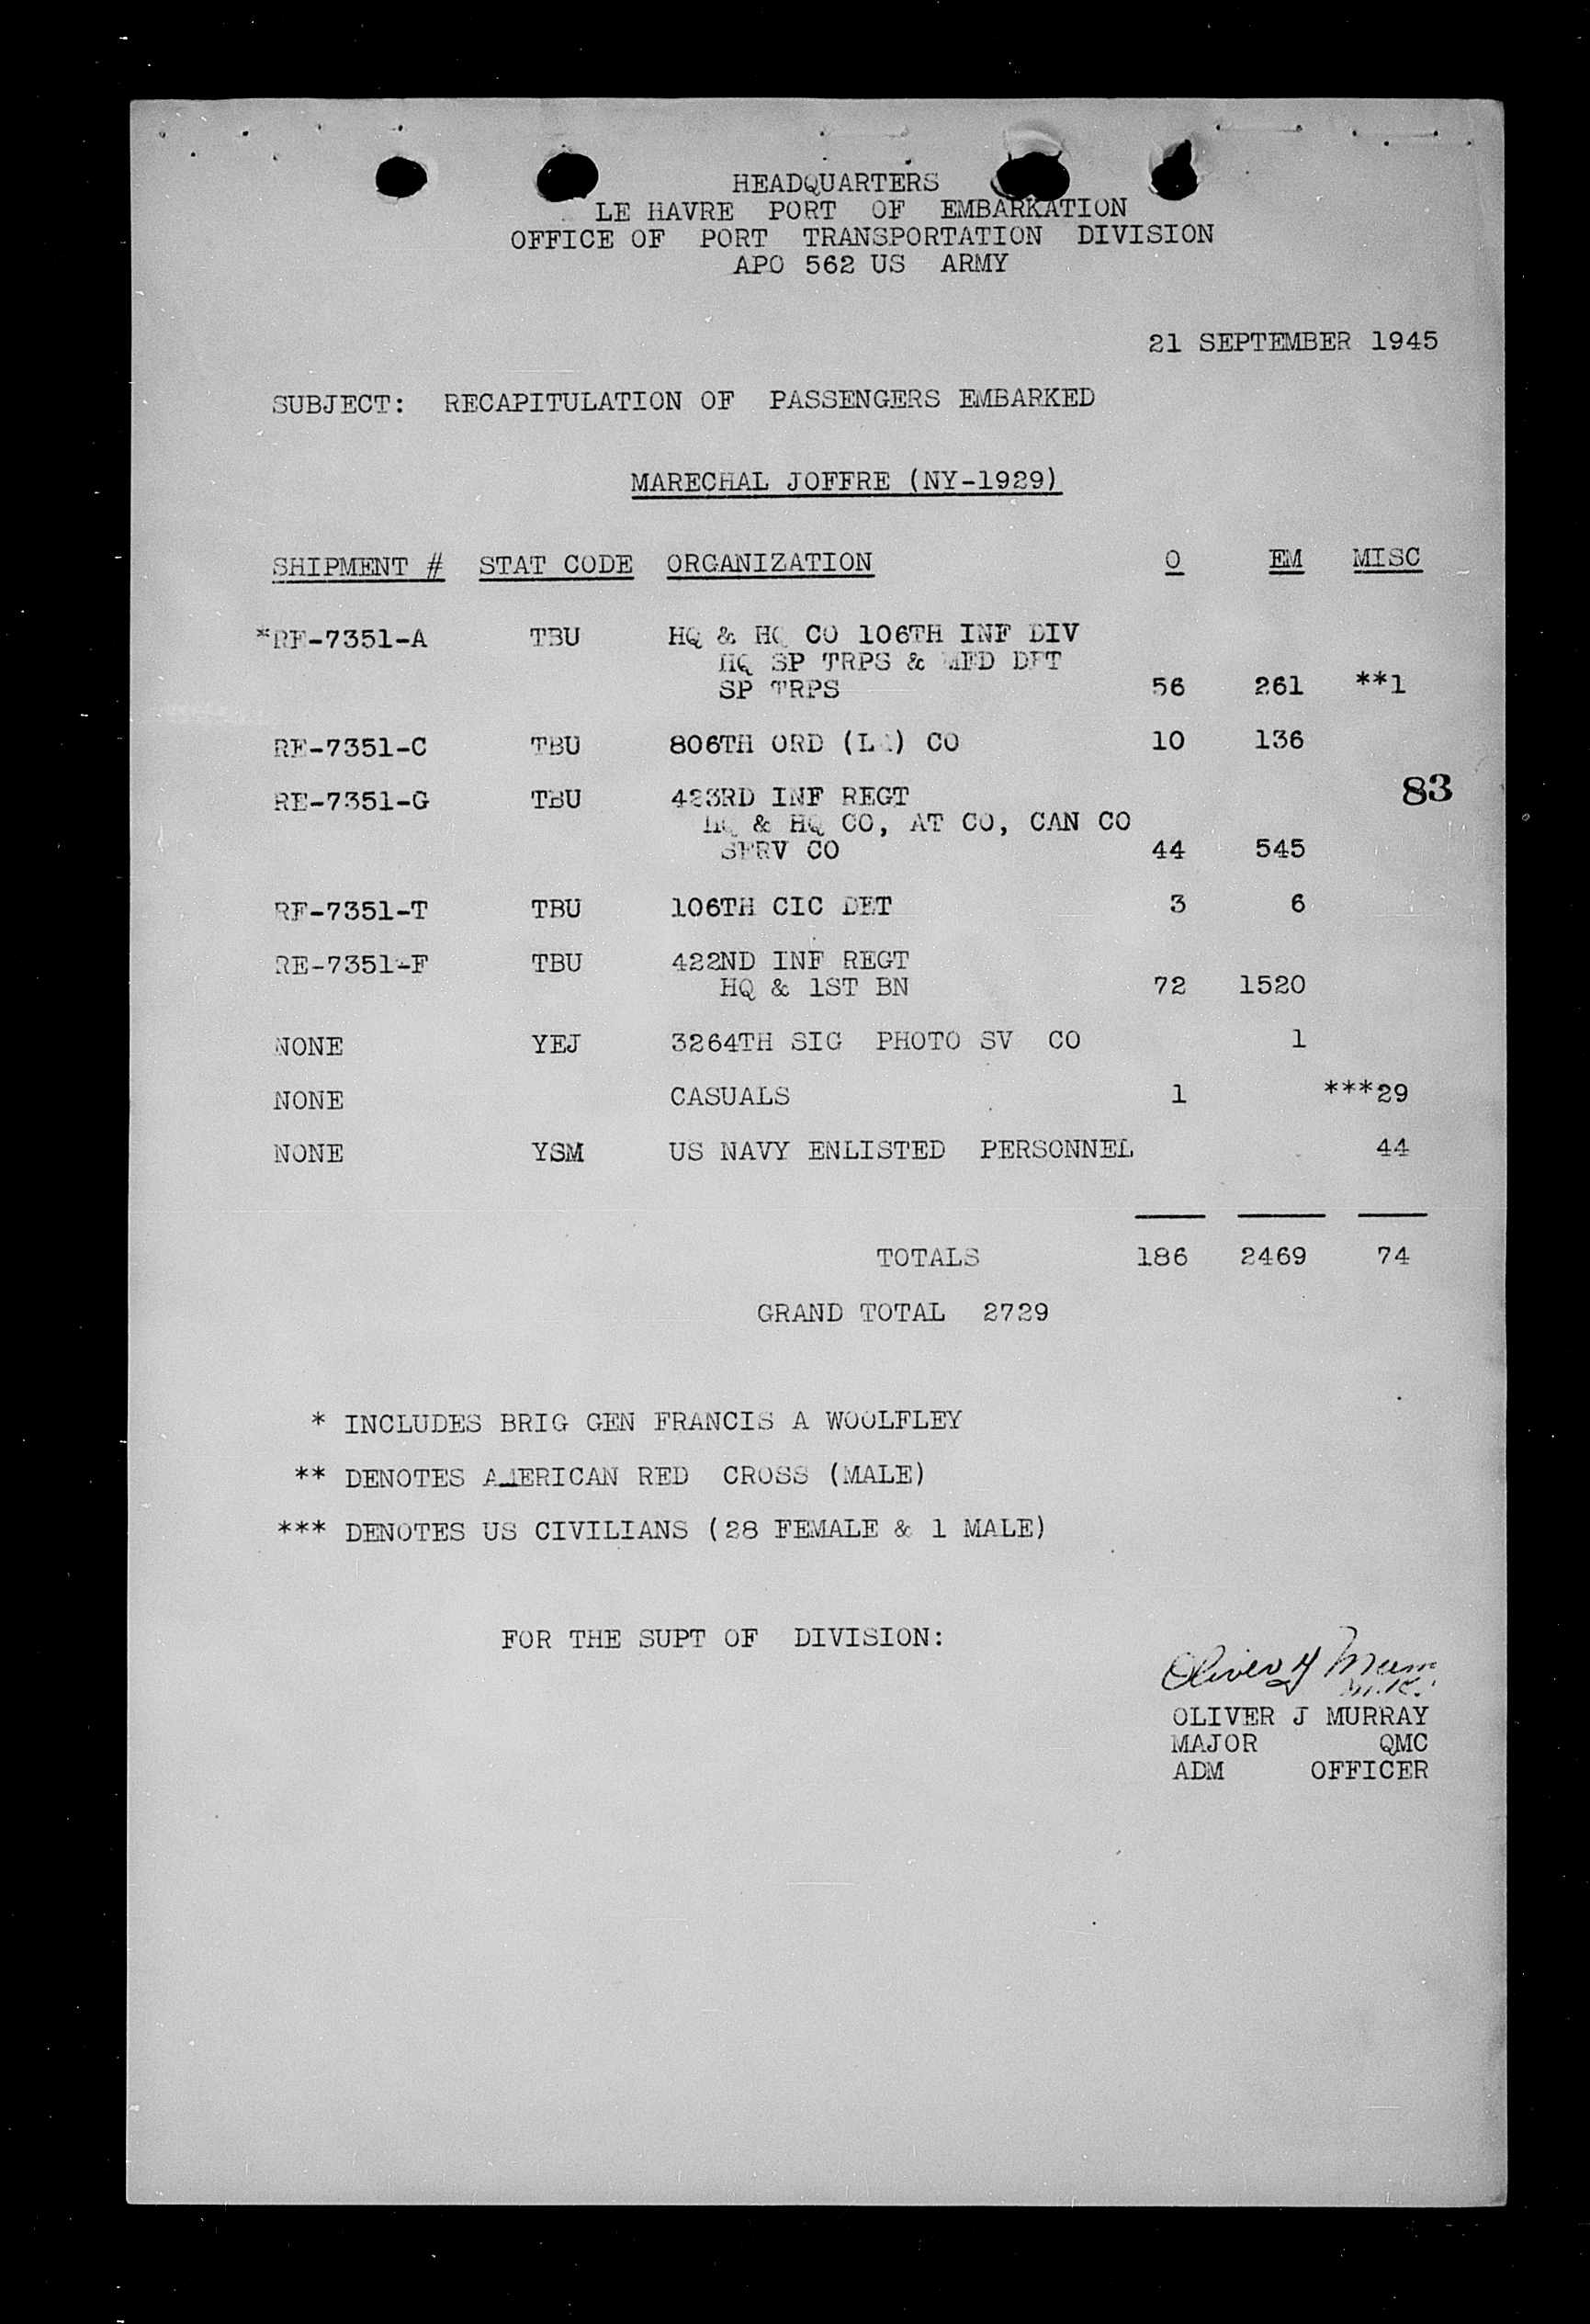 HEADQUARTERS
LE HAVRE PORT OF EMBARKATION
OFFICE OF PORT TRANSPORTATION DIVISION
APO 562 US ARMY
21 SEPTEMBER 1945
SUBJECT: RECAPITULATION OF PASSENGERS EMBARKED
MARECHAL JOFFRE (NY-1929)
SHIPMENT # STAT CODE ORGANIZATION O EM MISC
*RE-7351-A TBU HQ & HQ CO 106TH INF DIV
HQ SP TRPS & MED DET
SP TRPS 56 261 **1
RE-7351-C TBU 806TH ORD CO 10 136
83
RE-7351-G TBU 423RD INF REGT
HQ & HQ CO, AT CO, CAN CO
SERV CO 44 545
RE-7351-T TBU 106TH CIC DET 3 6
RE-7351-F TBU 422ND INF REGT
HQ & 1ST BN 72 1520
NONE YEJ 3264TH SIG PHOTO SV CO 1
NONE CASUALS 1 ***29
NONE YSM US NAVY ENLISTED PERSONNEL 44
TOTALS 186 2469 74
GRAND TOTAL 2729
* INCLUDES BRIG GEN FRANCIS A WOOLFLEY
** DENOTES AMERICAN RED CROSS (MALE)
*** DENOTES US CIVILIANS (28 FEMALE & 1 MALE)
FOR THE SUPT OF DIVISION:
OLIVER J MURRAY
MAJOR QMC
ADM OFFICER